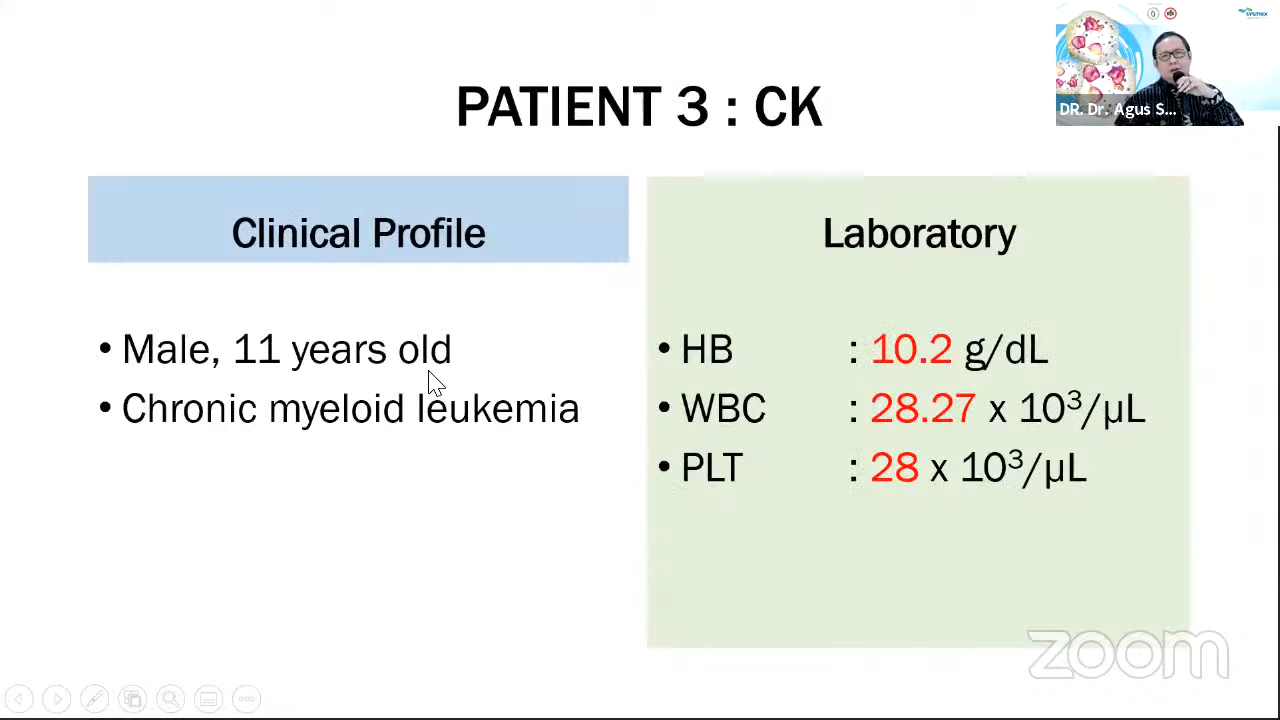 sysmex
DR. Dr. Agus S...
PATIENT 3 : CK
Clinical Profile
• Male, 11 years old
• Chronic myeloid leukemia
Laboratory
• HB : 10.2 g/dL
• WBC : 28.27 x 10³/µL
• PLT : 28 x 10³/µL
zoom